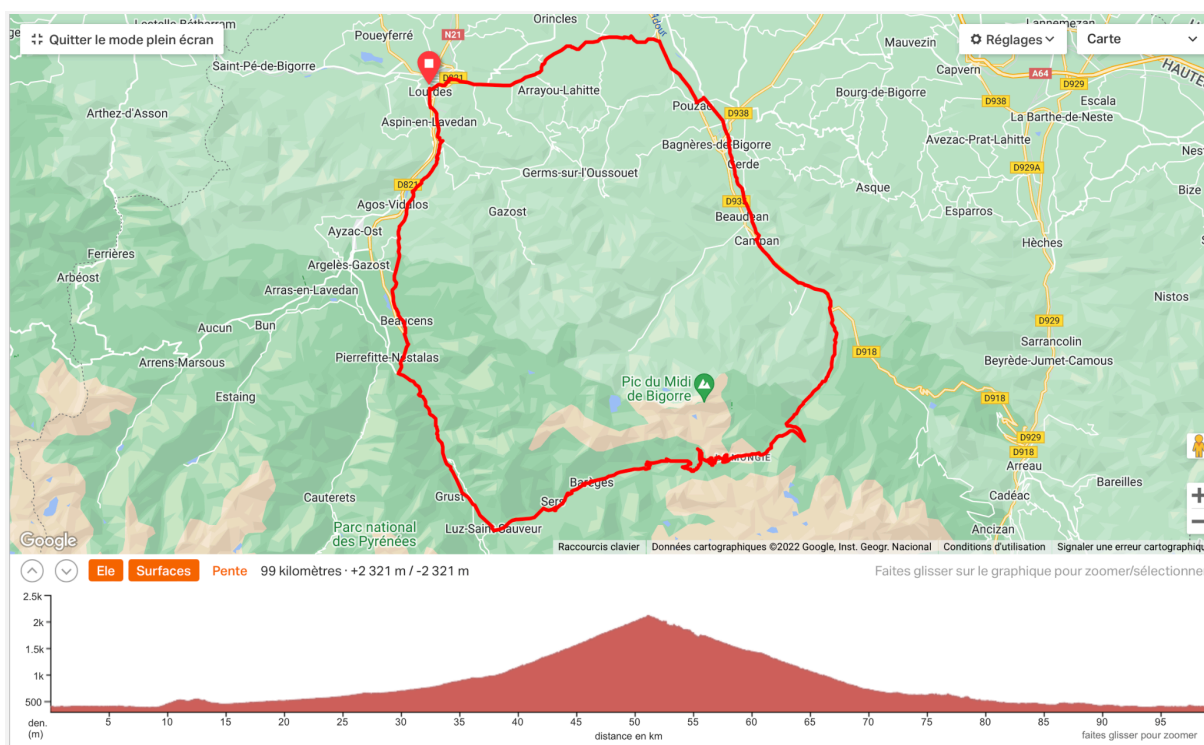 Lestelle-Bétharram
Orincles
Lannemezan
Adour
Quitter le mode plein écran
Poueyferré
N21
Mauvezin
Réglages
Carte
HAUTE
Saint-Pé-de-Bigorre
D821
Capvern
A64
D929
Lourdes
Arrayou-Lahitte
Bourg-de-Bigorre
D938
Escala
Pouzac
Arthez-d'Asson
D938
La Barthe-de-Neste
Aspin-en-Lavedan
Bagnères-de-Bigorre
Avezac-Prat-Lahitte
Nes
Germs-sur-l'Oussouet
Gerde
D929A
D821
Asque
Bize
Agos-Vidalos
Gazost
D935
Esparros
Beaudean
Ayzac-Ost
Campan
Hèches
Ferrières
Argelès-Gazost
Arbéost
Arras-en-Lavedan
Nistos
Aucun
Bun
Beaucens
D929
Sarrancolin
Arrens-Marsous
Pierrefitte-Nestalas
D918
Beyrède-Jumet-Camous
Pic du Midi
de Bigorre
Estaing
D918
D929
D918
LA MONGIE
Arreau
Barèges
Bareilles
Cauterets
Grust
Sers
Cadéac
Parc national
des Pyrénées
Luz-Saint-Sauveur
Ancizan
Google
Raccourcis clavier
Données cartographiques ©2022 Google, Inst. Geogr. Nacional
Conditions d'utilisation
Signaler une erreur cartographiqu
Ele
Surfaces
Pente
99 kilomètres · +2 321 m / -2 321 m
Faites glisser sur le graphique pour zoomer/sélectionne
2.5k
2k
1.5k
1k
500
den.
(m)
5 10 15 20 25 30 35 40 45 50 55 60 65 70 75 80 85 90 95
distance en km
faites glisser pour zoomer